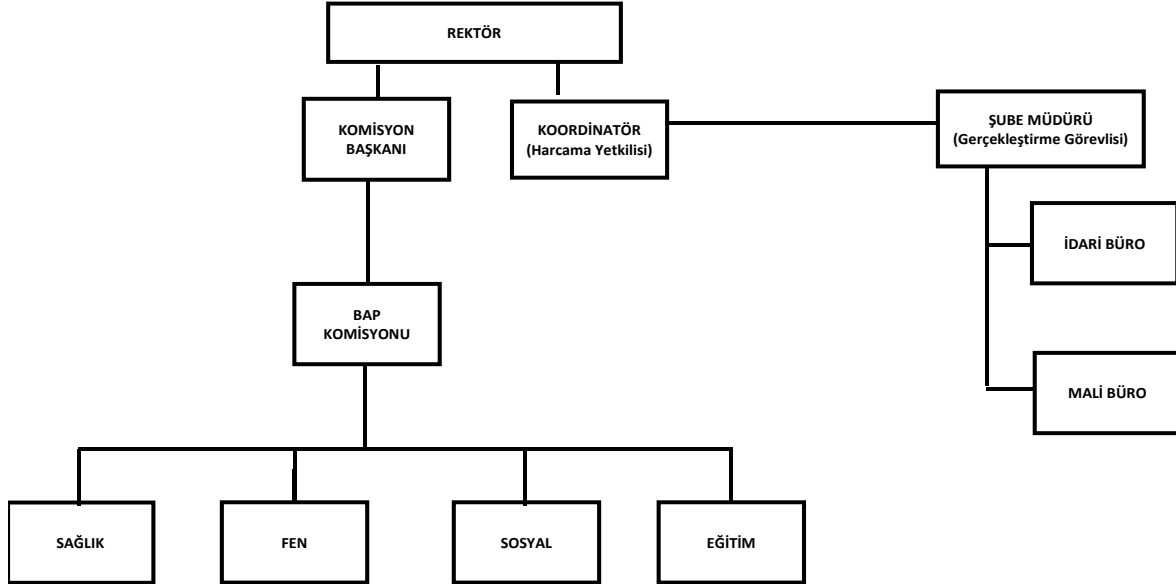 REKTÖR
KOMİSYON
BAŞKANI
KOORDİNATÖR
(Harcama Yetkilisi)
ŞUBE MÜDÜRÜ
(Gerçekleştirme Görevlisi)
İDARİ BÜRO
BAP
KOMİSYONU
MALİ BÜRO
SAĞLIK
FEN
SOSYAL
EĞİTİM